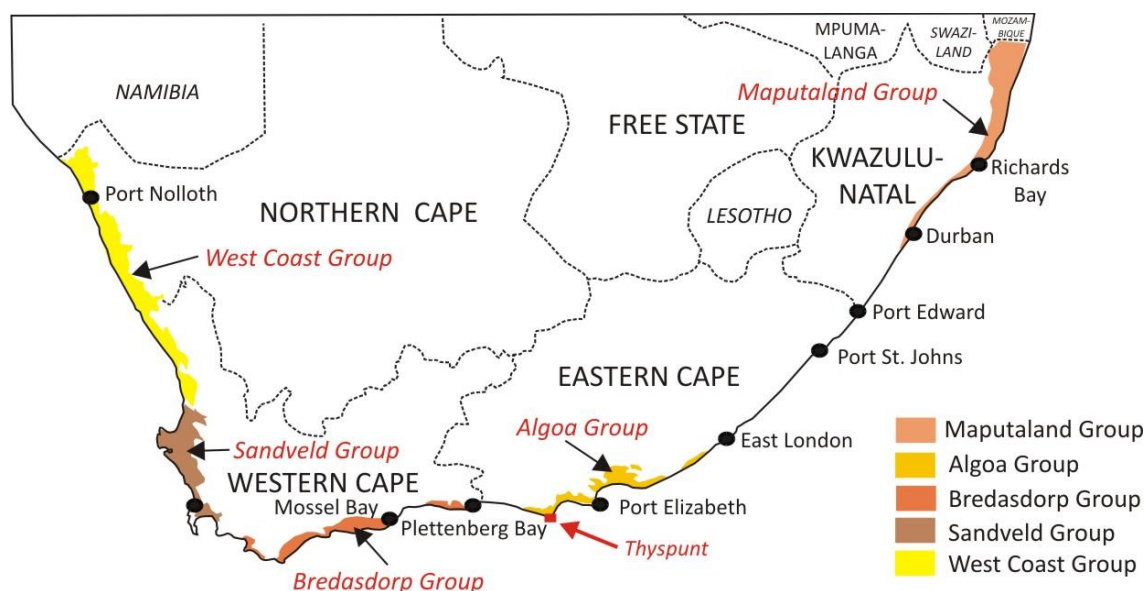 MPUMA-
LANGA
SWAZI-
LAND
MOZAM-
BIQUE
NAMIBIA
Maputaland Group
FREE STATE
KWAZULU-
NATAL
Richards
Bay
Port Nolloth
NORTHERN CAPE
LESOTHO
Durban
West Coast Group
Port Edward
Port St. Johns
EASTERN CAPE
Algoa Group
East London
Sandveld Group
WESTERN CAPE
Mossel Bay
Plettenberg Bay
Port Elizabeth
Thyspunt
Bredasdorp Group
Maputaland Group
Algoa Group
Bredasdorp Group
Sandveld Group
West Coast Group